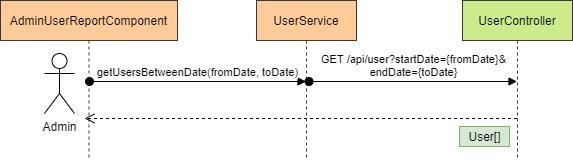 AdminUserReportComponent
UserService
UserController
GET /api/user?startDate={fromDate}&
endDate={toDate}
getUsersBetweenDate(fromDate, toDate)
Admin
User[]